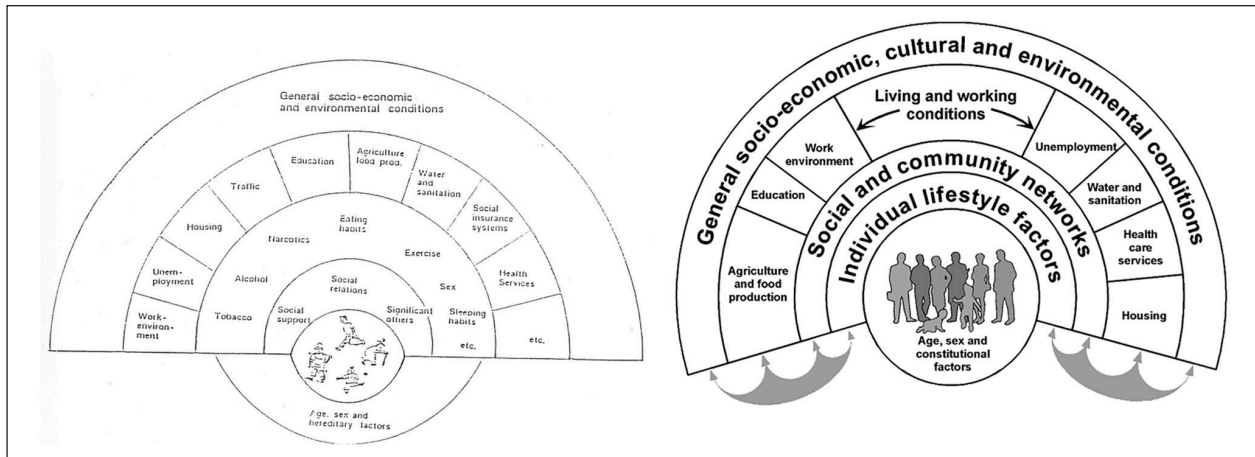 General socio-economic
and environmental conditions
Agriculture
food prod.
Education
Water
and
sanitation
Traffic
Social
insurance
systems
Housing
Eating
habits
Narcotics
Exercise
Health
Services
Unem-
ployment
Alcohol
Social
relations
Sex
Work-
environ-
ment
Tobacco
Social
support
Significant
others
Sleeping
habits
etc.
etc.
Age, sex and
hereditary factors
General socio-economic, cultural and environmental conditions
Living and working
conditions
Work
environment
Unemployment
Education
Water and
sanitation
Social and community networks
Individual lifestyle factors
Health
care
services
Agriculture
and food
production
Housing
Age, sex and
constitutional
factors